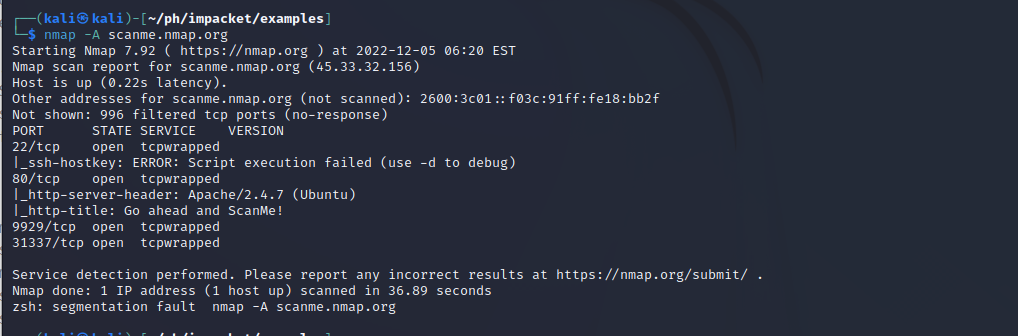 ┌──(kali㉿kali)-[~/ph/impacket/examples]
└─$ nmap -A scanme.nmap.org
Starting Nmap 7.92 ( https://nmap.org ) at 2022-12-05 06:20 EST
Nmap scan report for scanme.nmap.org (45.33.32.156)
Host is up (0.22s latency).
Other addresses for scanme.nmap.org (not scanned): 2600:3c01::f03c:91ff:fe18:bb2f
Not shown: 996 filtered tcp ports (no-response)
PORT      STATE SERVICE    VERSION
22/tcp    open  tcpwrapped
|_ssh-hostkey: ERROR: Script execution failed (use -d to debug)
80/tcp    open  tcpwrapped
|_http-server-header: Apache/2.4.7 (Ubuntu)
|_http-title: Go ahead and ScanMe!
9929/tcp  open  tcpwrapped
31337/tcp open  tcpwrapped
Service detection performed. Please report any incorrect results at https://nmap.org/submit/ .
Nmap done: 1 IP address (1 host up) scanned in 36.89 seconds
zsh: segmentation fault  nmap -A scanme.nmap.org